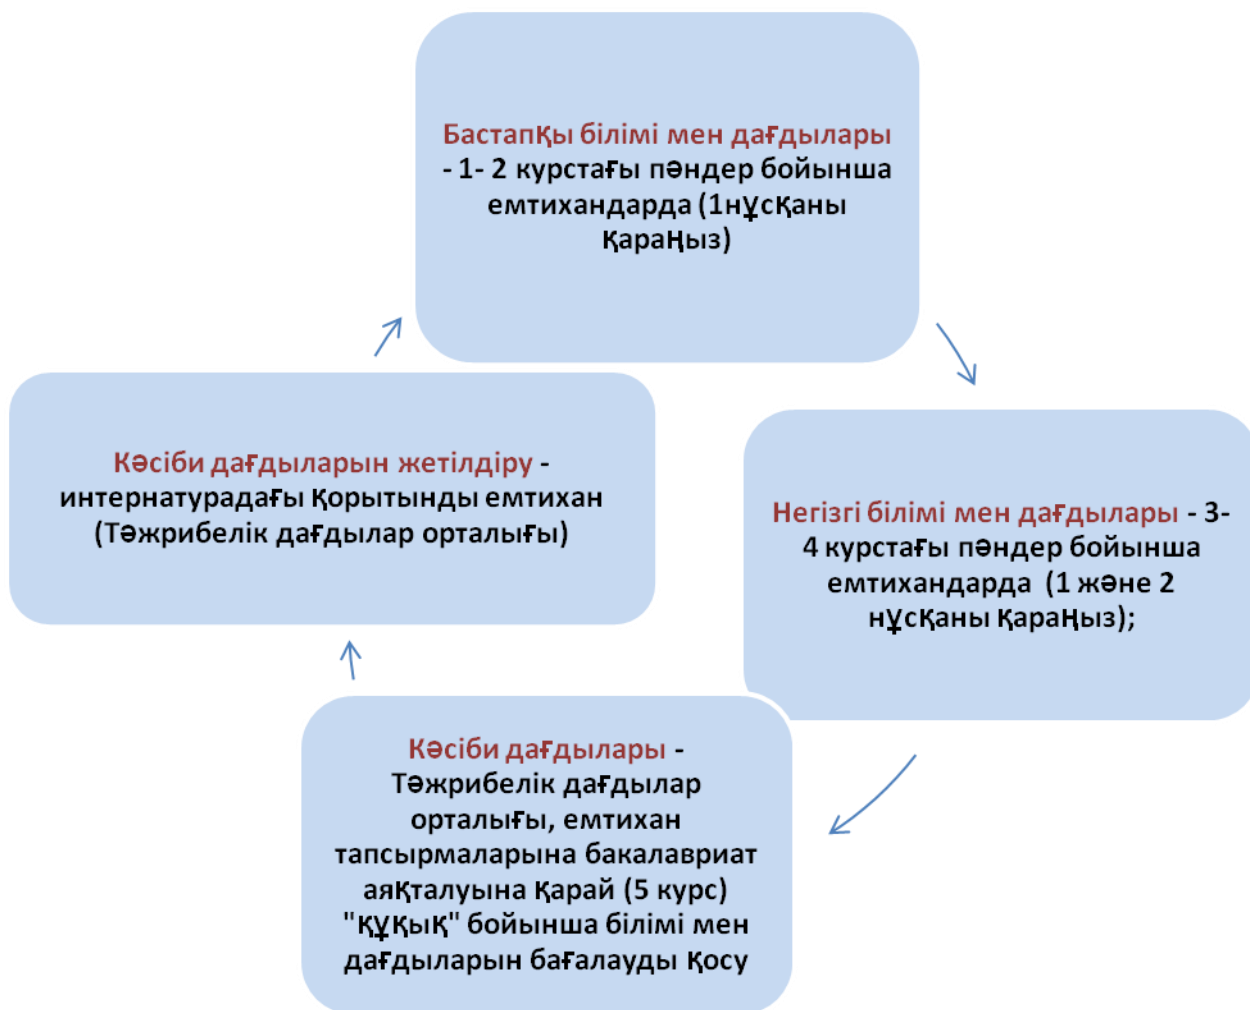 Бастапқы білімі мен дағдылары
- 1- 2 курстағы пәндер бойынша
емтихандарда (1нұсқаны
қараңыз)
Негізгі білімі мен дағдылары - 3-
4 курстағы пәндер бойынша
емтихандарда (1 және 2
нұсқаны қараңыз);
Кәсіби дағдылары -
Тәжрибелік дағдылар
орталығы, емтихан
тапсырмаларына бакалавриат
аяқталуына қарай (5 курс)
"құқық" бойынша білімі мен
дағдыларын бағалауды қосу
Кәсіби дағдыларын жетілдіру -
интернатурадағы қорытынды емтихан
(Тәжрибелік дағдылар орталығы)